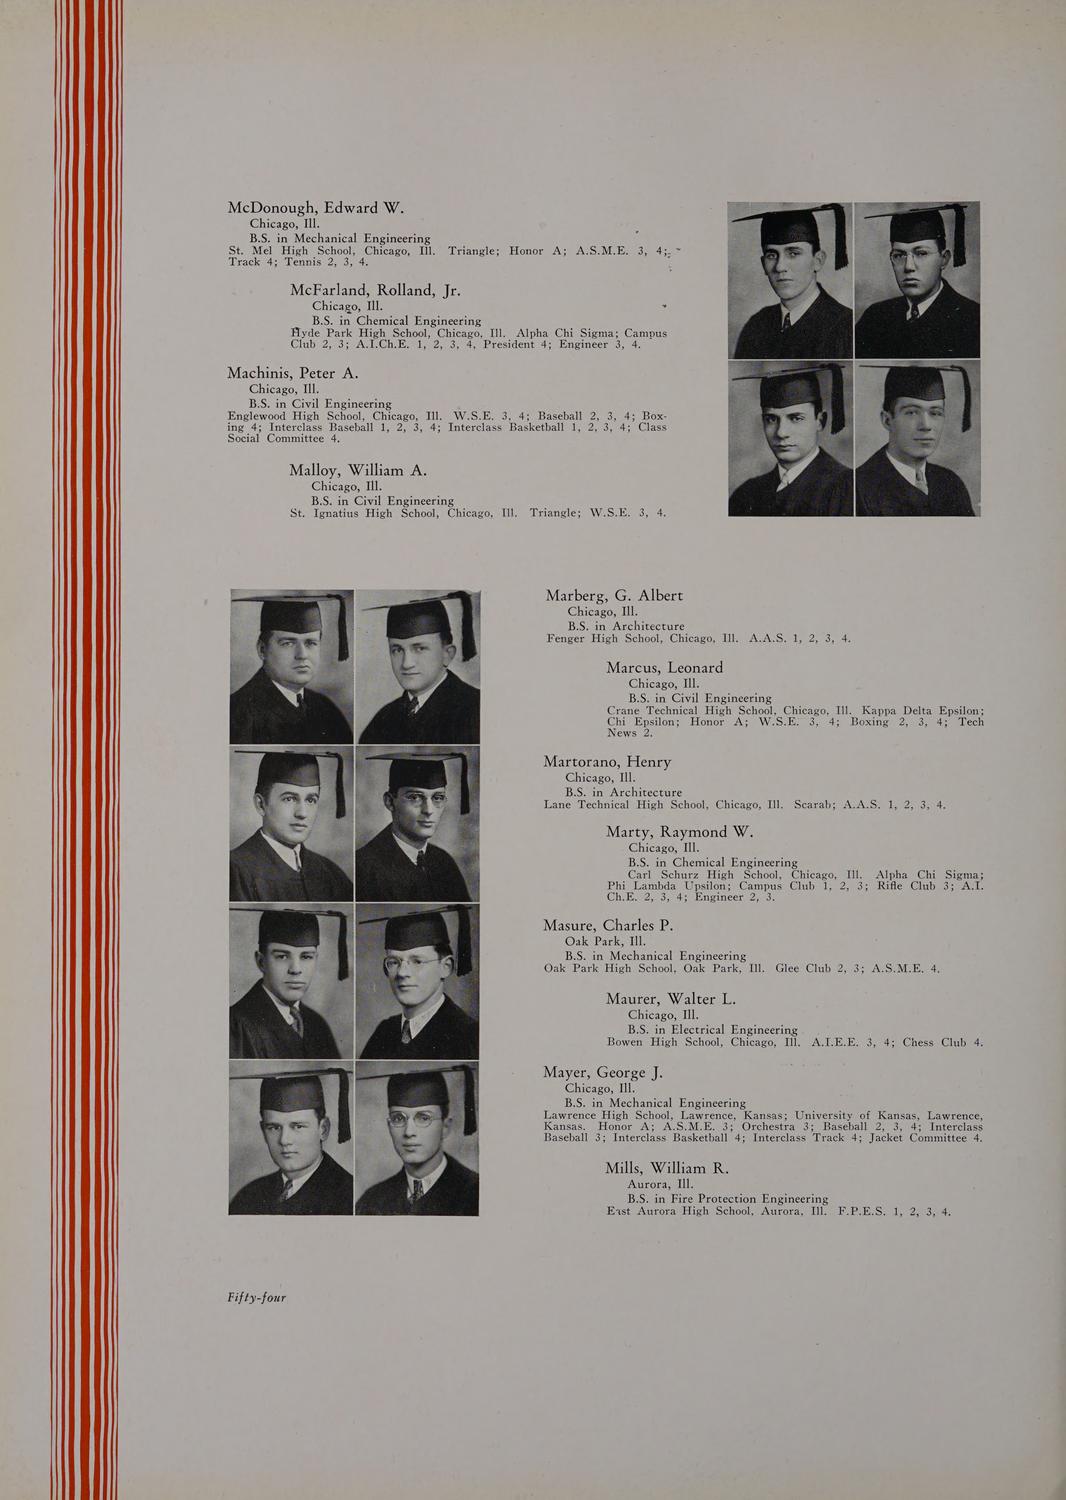 McDonough, Edward W.
Chicago, Ill.
B.S. in Mechanical Engineering
St. Mel High School, Chicago, Ill. Triangle; Honor A; A.S.M.E. 3, 4;
Track 4; Tennis 2, 3, 4.
McFarland, Rolland, Jr.
Chicago, Ill.
B.S. in Chemical Engineering
Hyde Park High School, Chicago, Ill. Alpha Chi Sigma; Campus
Club 2, 3; A.I.Ch.E. 1, 2, 3, 4, President 4; Engineer 3, 4.
Machinis, Peter A.
Chicago, Ill.
B.S. in Civil Engineering
Englewood High School, Chicago, Ill. W.S.E. 3, 4; Baseball 2, 3, 4; Box-
ing 4; Interclass Baseball 1, 2, 3, 4; Interclass Basketball 1, 2, 3, 4; Class
Social Committee 4.
Malloy, William A.
Chicago, Ill.
B.S. in Civil Engineering
St. Ignatius High School, Chicago, Ill. Triangle; W.S.E. 3, 4.
Marberg, G. Albert
Chicago, Ill.
B.S. in Architecture
Fenger High School, Chicago, Ill. A.A.S. 1, 2, 3, 4.
Marcus, Leonard
Chicago, Ill.
B.S. in Civil Engineering
Crane Technical High School, Chicago, Ill. Kappa Delta Epsilon;
Chi Epsilon; Honor A; W.S.E. 3, 4; Boxing 2, 3, 4; Tech
News 2.
Martorano, Henry
Chicago, Ill.
B.S. in Architecture
Lane Technical High School, Chicago, Ill. Scarab; A.A.S. 1, 2, 3, 4.
Marty, Raymond W.
Chicago, Ill.
B.S. in Chemical Engineering
Carl Schurz High School, Chicago, Ill. Alpha Chi Sigma;
Phi Lambda Upsilon; Campus Club 1, 2, 3; Rifle Club 3; A.I.
Ch.E. 2, 3, 4; Engineer 2, 3.
Masure, Charles P.
Oak Park, Ill.
B.S. in Mechanical Engineering
Oak Park High School, Oak Park, Ill. Glee Club 2, 3; A.S.M.E. 4.
Maurer, Walter L.
Chicago, Ill.
B.S. in Electrical Engineering
Bowen High School, Chicago, Ill. A.I.E.E. 3, 4; Chess Club 4.
Mayer, George J.
Chicago, Ill.
B.S. in Mechanical Engineering
Lawrence High School, Lawrence, Kansas; University of Kansas, Lawrence,
Kansas. Honor A; A.S.M.E. 3; Orchestra 3; Baseball 2, 3, 4; Interclass
Baseball 3; Interclass Basketball 4; Interclass Track 4; Jacket Committee 4.
Mills, William R.
Aurora, Ill.
B.S. in Fire Protection Engineering
East Aurora High School, Aurora, Ill. F.P.E.S. 1, 2, 3, 4.
Fifty-four